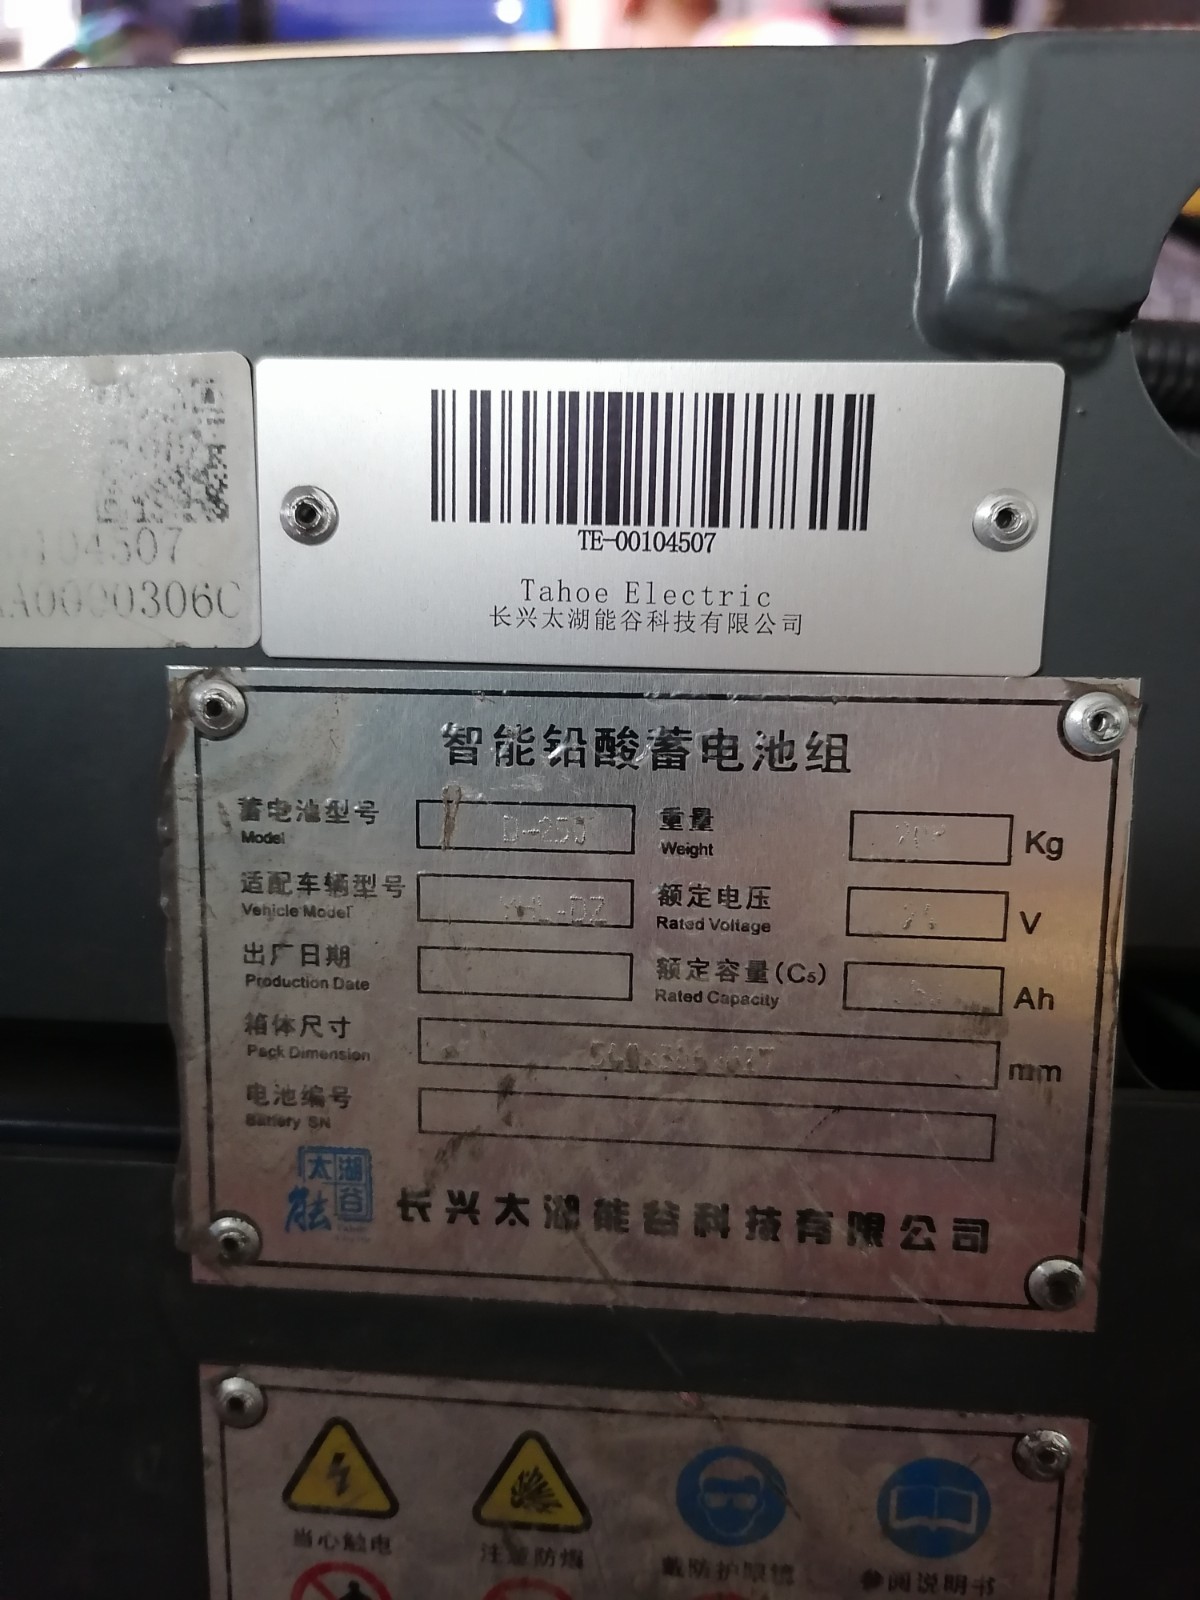 TE-00104507
Tahoe Electric
长兴太湖能谷科技有限公司
智能铅酸蓄电池组
蓄电池型号
Model
重量
Weight
Kg
适配车辆型号
Vehicle Model
额定电压
Rated Voltage
V
出厂日期
Production Date
额定容量(C₅)
Rated Capacity
Ah
箱体尺寸
Pack Dimension
mm
电池编号
Battery SN
太湖能谷
长兴太湖能谷科技有限公司
当心触电
注意防爆
戴防护眼镜
参阅说明书